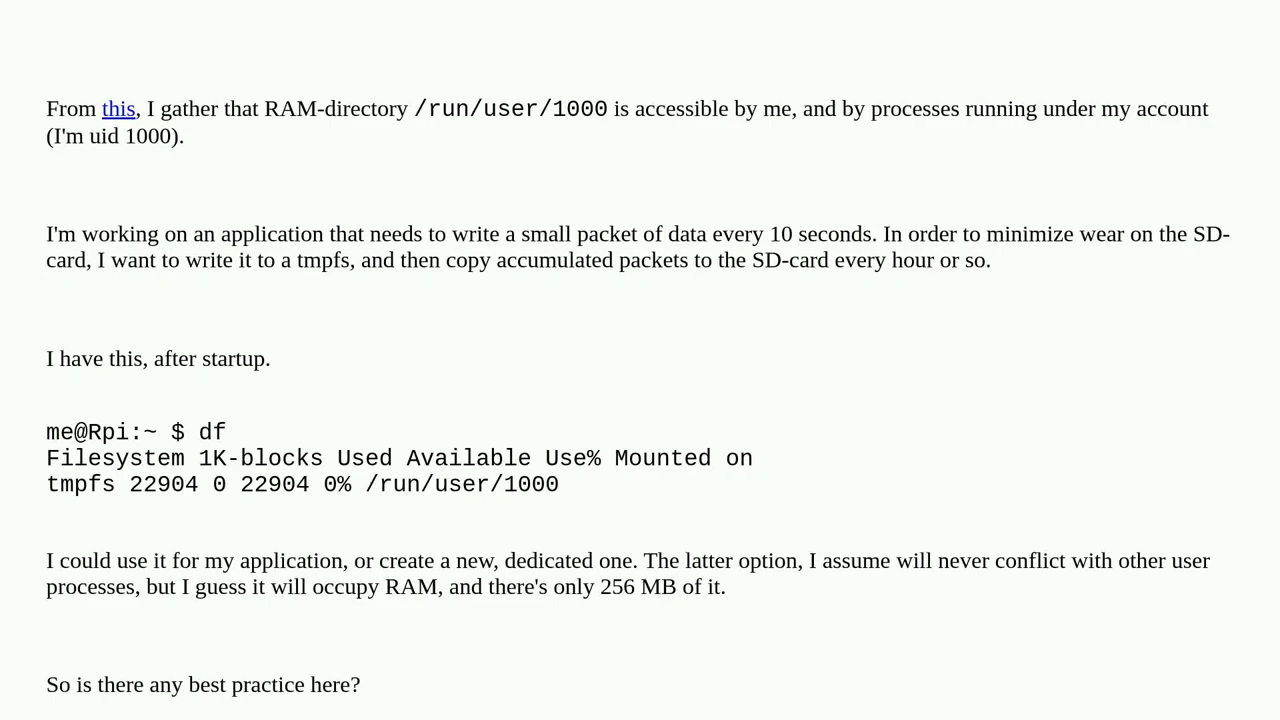 From this, I gather that RAM-directory /run/user/1000 is accessible by me, and by processes running under my account
(I'm uid 1000).
I'm working on an application that needs to write a small packet of data every 10 seconds. In order to minimize wear on the SD-
card, I want to write it to a tmpfs, and then copy accumulated packets to the SD-card every hour or so.
I have this, after startup.
me@Rpi:~ $ df
Filesystem 1K-blocks Used Available Use% Mounted on
tmpfs 22904 0 22904 0% /run/user/1000
I could use it for my application, or create a new, dedicated one. The latter option, I assume will never conflict with other user
processes, but I guess it will occupy RAM, and there's only 256 MB of it.
So is there any best practice here?